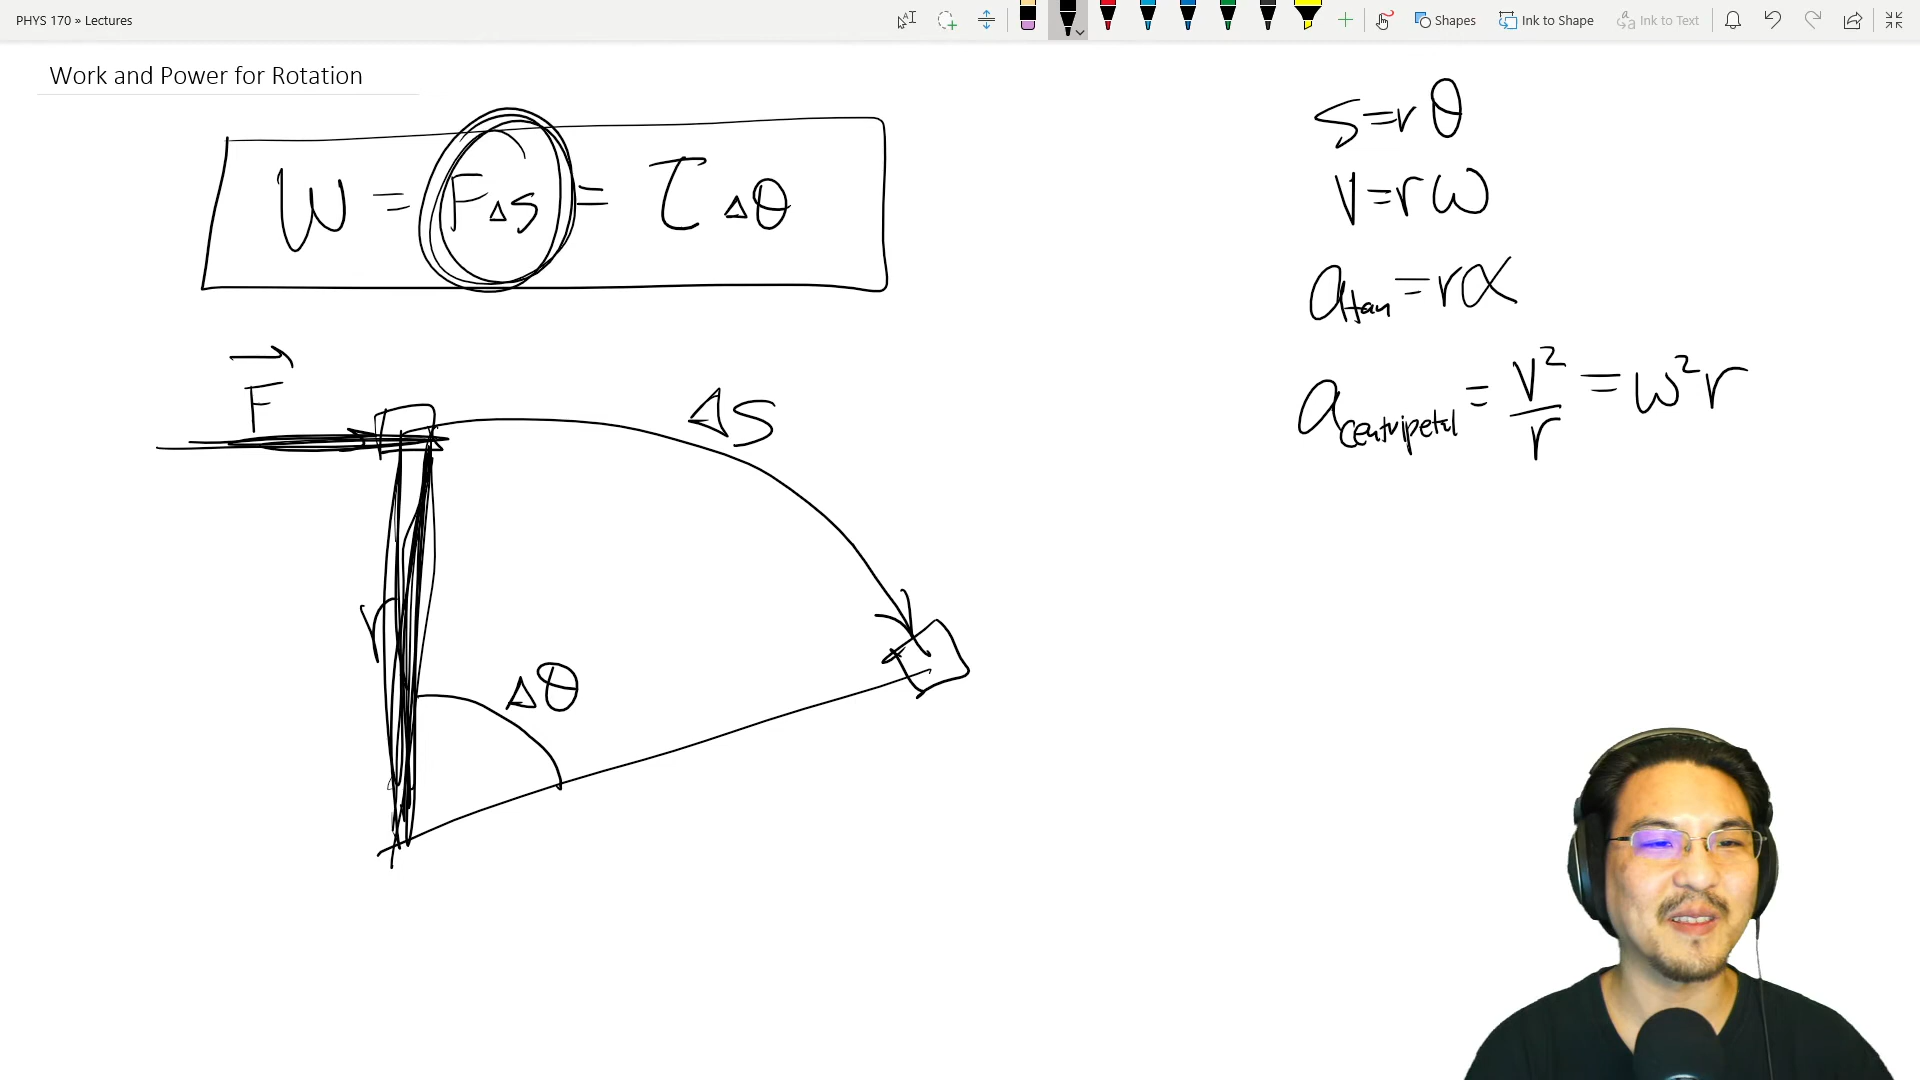 PHYS 170 » Lectures
Shapes
Ink to Shape
Ink to Text
Work and Power for Rotation
W = FΔs = τΔθ
s=rθ
v=rω
a_tan=rα
a_centripetal = v²/r = ω²r
F
Δs
r
Δθ